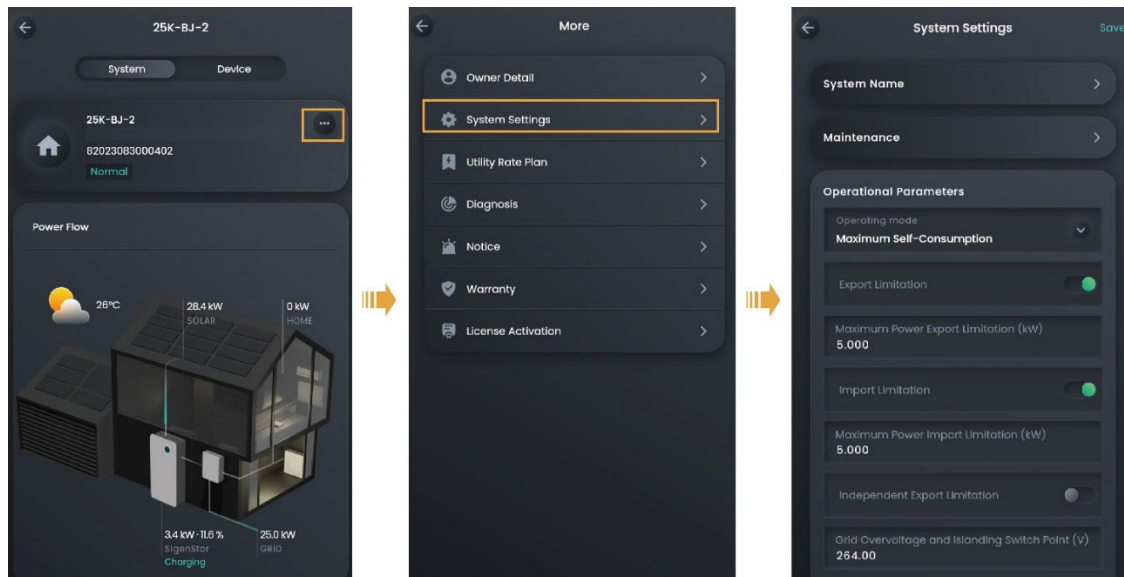 25K-BJ-2
System
Device
25K-BJ-2
82023083000402
Normal
Power Flow
26°C
28.4 kW
SOLAR
0 kW
HOME
3.4 kW · 11.6 %
SigenStor
Charging
25.0 kW
GRID
More
Owner Detail
System Settings
Utility Rate Plan
Diagnosis
Notice
Warranty
License Activation
System Settings
Save
System Name
Maintenance
Operational Parameters
Operating mode
Maximum Self-Consumption
Export Limitation
Maximum Power Export Limitation (kW)
5.000
Import Limitation
Maximum Power Import Limitation (kW)
5.000
Independent Export Limitation
Grid Overvoltage and Islanding Switch Point (V)
264.00